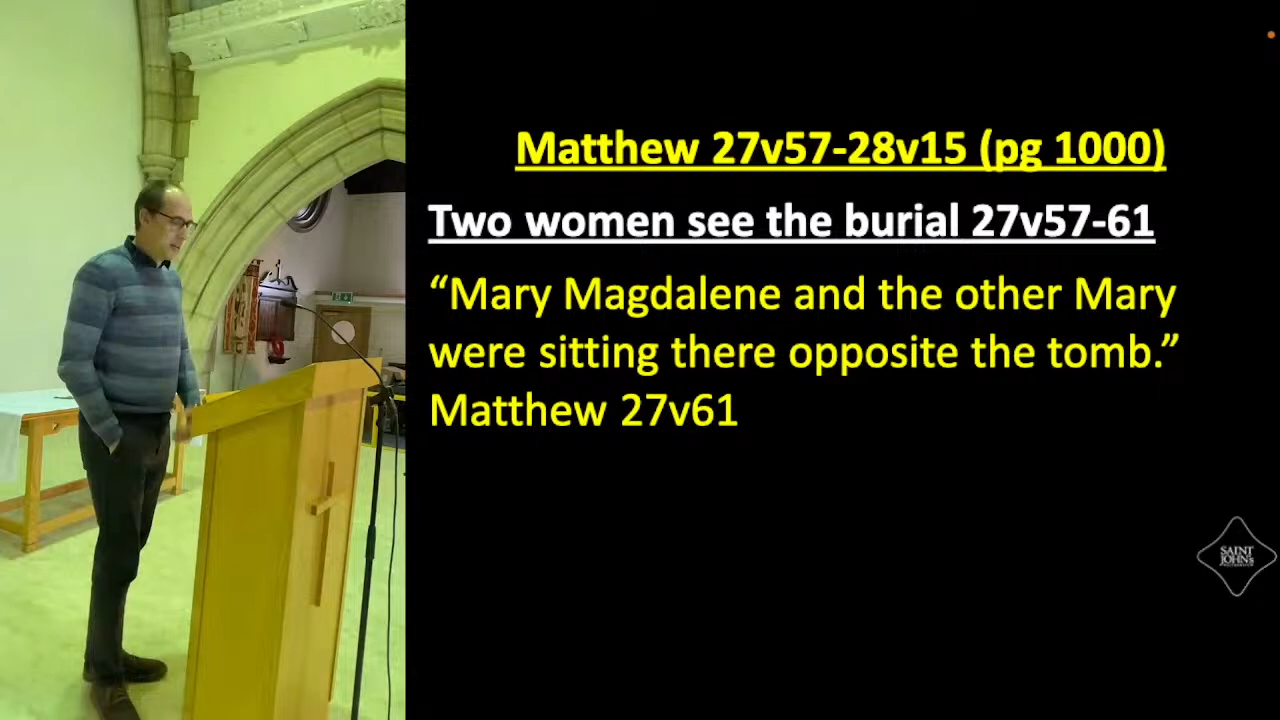 Matthew 27v57-28v15 (pg 1000)
Two women see the burial 27v57-61
“Mary Magdalene and the other Mary
were sitting there opposite the tomb.”
Matthew 27v61
SAINT
JOHN's